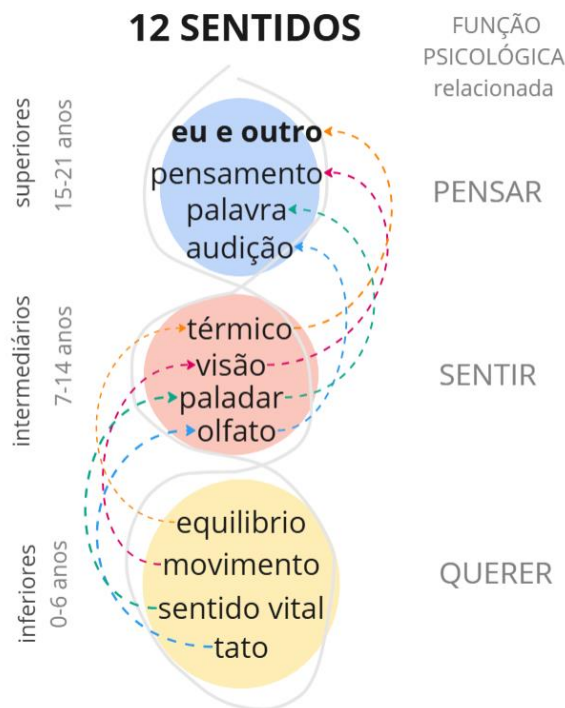 12 SENTIDOS
FUNÇÃO
PSICOLÓGICA
relacionada
superiores
15-21 anos
eu e outro
pensamento
palavra
audição
PENSAR
intermediários
7-14 anos
térmico
visão
paladar
olfato
SENTIR
inferiores
0-6 anos
equilibrio
movimento
sentido vital
tato
QUERER